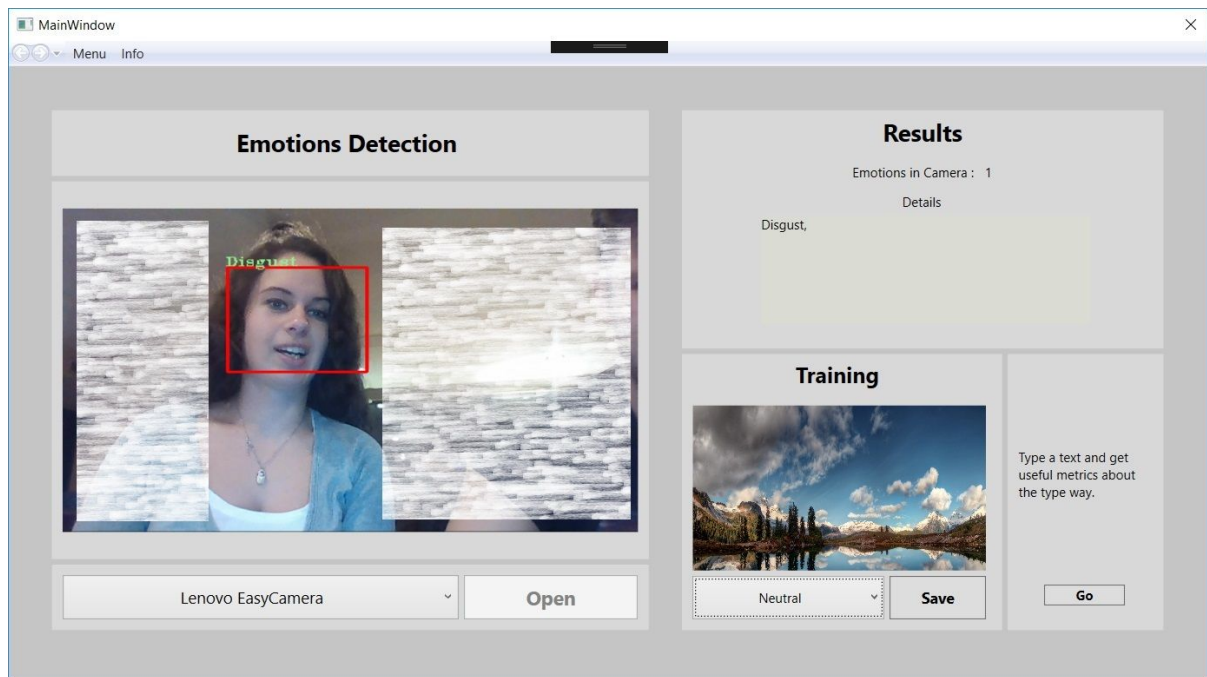 MainWindow
Menu Info
Emotions Detection
Disgust
Lenovo EasyCamera
Open
Results
Emotions in Camera : 1
Details
Disgust,
Training
Neutral
Save
Type a text and get
useful metrics about
the type way.
Go